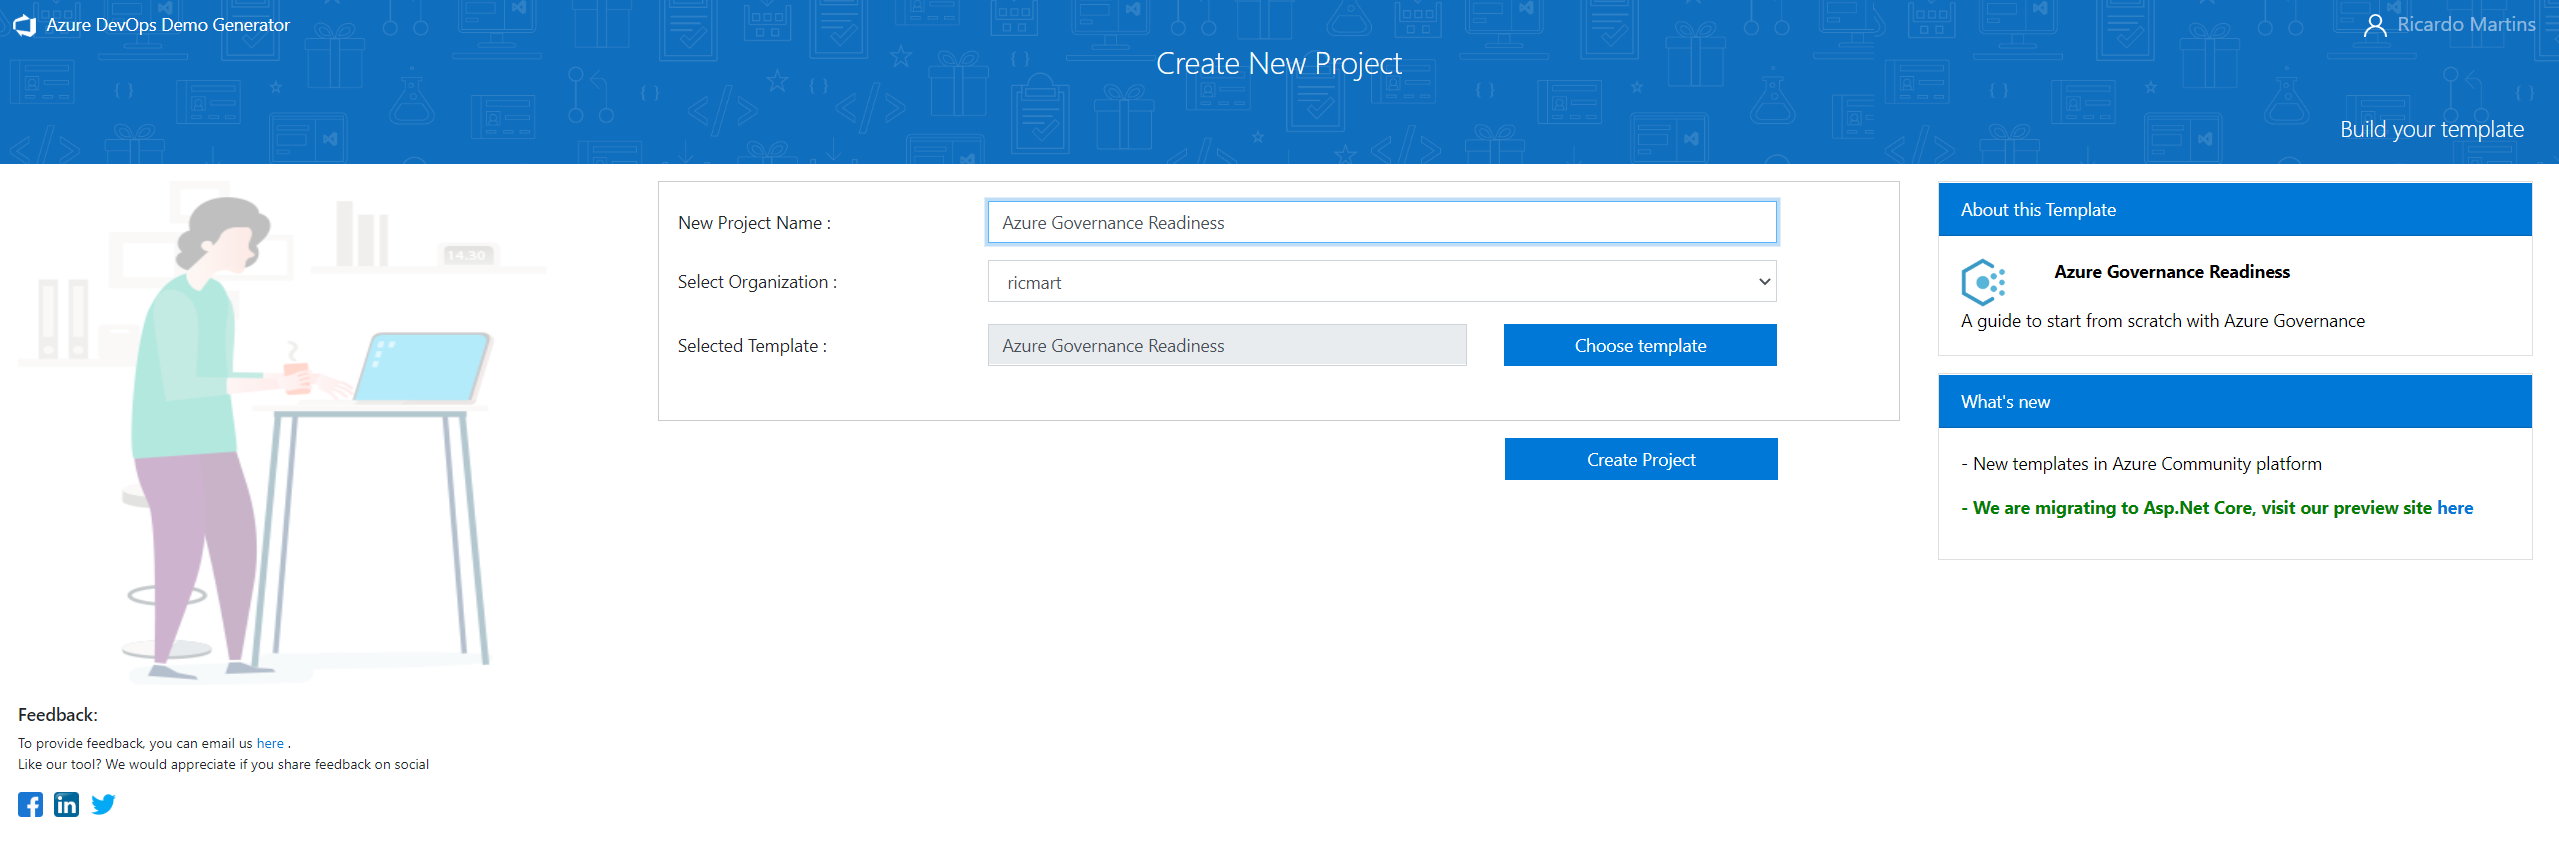 Azure DevOps Demo Generator
Ricardo Martins
Create New Project
Build your template
14.30
New Project Name :
Azure Governance Readiness
Select Organization :
ricmart
Selected Template :
Azure Governance Readiness
Choose template
Create Project
About this Template
Azure Governance Readiness
A guide to start from scratch with Azure Governance
What's new
- New templates in Azure Community platform
- We are migrating to Asp.Net Core, visit our preview site here
Feedback:
To provide feedback, you can email us here .
Like our tool? We would appreciate if you share feedback on social